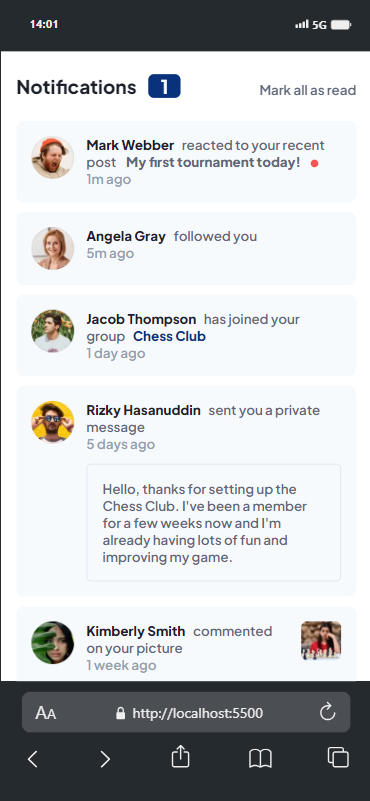 14:01
5G
Notifications 1 Mark all as read
Mark Webber reacted to your recent
post My first tournament today!
1m ago
Angela Gray followed you
5m ago
Jacob Thompson has joined your
group Chess Club
1 day ago
Rizky Hasanuddin sent you a private
message
5 days ago
Hello, thanks for setting up the
Chess Club. I've been a member
for a few weeks now and I'm
already having lots of fun and
improving my game.
Kimberly Smith commented
on your picture
1 week ago
AA http://localhost:5500